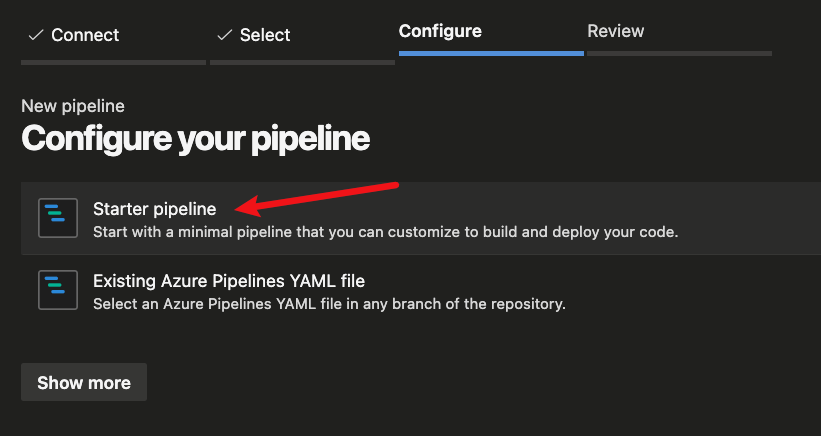 Connect
Select
Configure
Review
New pipeline
Configure your pipeline
Starter pipeline
Start with a minimal pipeline that you can customize to build and deploy your code.
Existing Azure Pipelines YAML file
Select an Azure Pipelines YAML file in any branch of the repository.
Show more